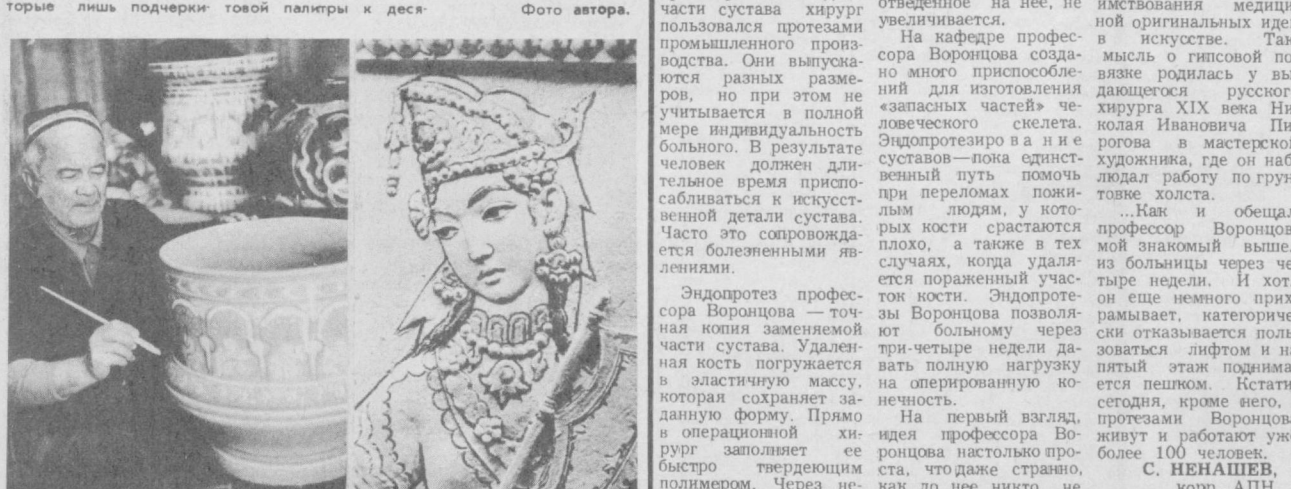 торые лишь подчерки-
товой палитры к деся-
Фото автора.
части сустава хирург
пользовался протезами
промышленного произ-
водства. Они выпуска-
ются разных разме-
ров, но при этом не
учитывается в полной
мере индивидуальность
больного. В результате
человек должен дли-
тельное время приспо-
сабливаться к искусст-
венной детали сустава.
Часто это сопровожда-
ется болезненными яв-
лениями.
Эндопротез профес-
сора Воронцова — точ-
ная копия заменяемой
части сустава. Удален-
ная кость погружается
в эластичную массу,
которая сохраняет за-
данную форму. Прямо
в операционной хи-
рург заполняет ее
быстро твердеющим
полимером. Через не-
отведенное на нее, не
увеличивается.
На кафедре профес-
сора Воронцова созда-
но много приспособле-
ний для изготовления
«запасных частей» че-
ловеческого скелета.
Эндопротезирование
суставов—пока единст-
венный путь помочь
при переломах пожи-
лым людям, у кото-
рых кости срастаются
плохо, а также в тех
случаях, когда удаля-
ется пораженный учас-
ток кости. Эндопроте-
зы Воронцова позволя-
ют больному через
три-четыре недели да-
вать полную нагрузку
на оперированную ко-
нечность.
На первый взгляд,
идея профессора Во-
ронцова настолько про-
ста, что даже странно,
как до нее никто не
имствования медици
ной оригинальных иде
в искусстве. Так
мысль о гипсовой по
вязке родилась у вы
дающегося русског
хирурга XIX века Ни
колая Ивановича Пи
рогова в мастерско
художника, где он наб
людал работу по грун
товке холста.
...Как и обещал
профессор Воронцов
мой знакомый выше
из больницы через че
тыре недели. И хот
он еще немного прих
рамывает, категориче
ски отказывается поль
зоваться лифтом и на
пятый этаж поднима
ется пешком. Кстати
сегодня, кроме него,
протезами Воронцова
живут и работают уж
более 100 человек.
С. НЕНАШЕВ,
корр. АПН.